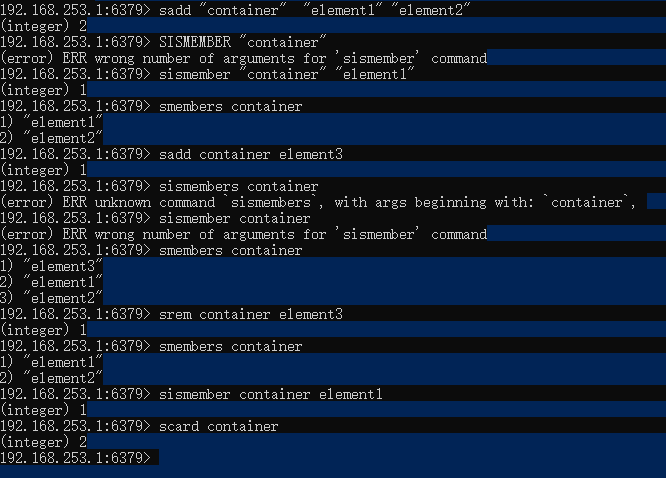 192.168.253.1:6379> sadd "container"  "element1" "element2"
(integer) 2
192.168.253.1:6379> SISMEMBER "container"
(error) ERR wrong number of arguments for 'sismember' command
192.168.253.1:6379> sismember "container" "element1"
(integer) 1
192.168.253.1:6379> smembers container
1) "element1"
2) "element2"
192.168.253.1:6379> sadd container element3
(integer) 1
192.168.253.1:6379> sismembers container
(error) ERR unknown command `sismembers`, with args beginning with: `container`,
192.168.253.1:6379> sismember container
(error) ERR wrong number of arguments for 'sismember' command
192.168.253.1:6379> smembers container
1) "element3"
2) "element1"
3) "element2"
192.168.253.1:6379> srem container element3
(integer) 1
192.168.253.1:6379> smembers container
1) "element1"
2) "element2"
192.168.253.1:6379> sismember container element1
(integer) 1
192.168.253.1:6379> scard container
(integer) 2
192.168.253.1:6379>